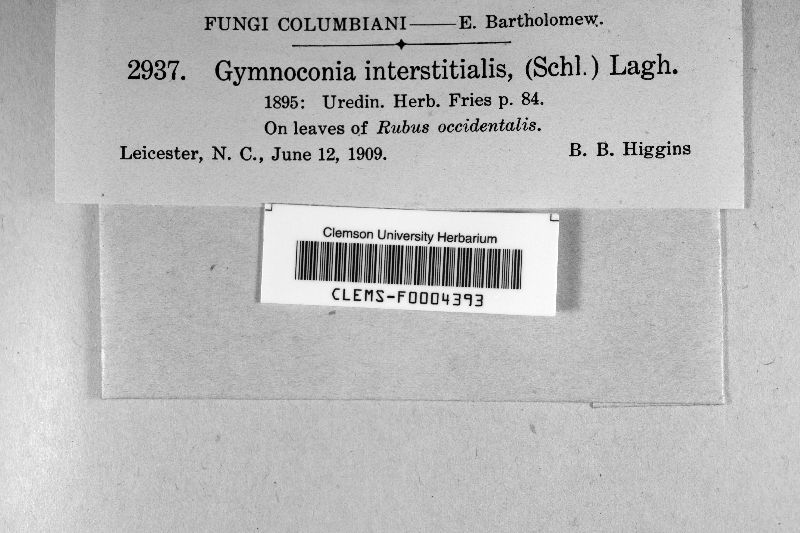 FUNGI COLUMBIANI——E. Bartholomew.
2937. Gymnoconia interstitialis, (Schl.) Lagh.
1895: Uredin. Herb. Fries p. 84.
On leaves of Rubus occidentalis.
Leicester, N. C., June 12, 1909. B. B. Higgins
Clemson University Herbarium
CLEMS-F0004393